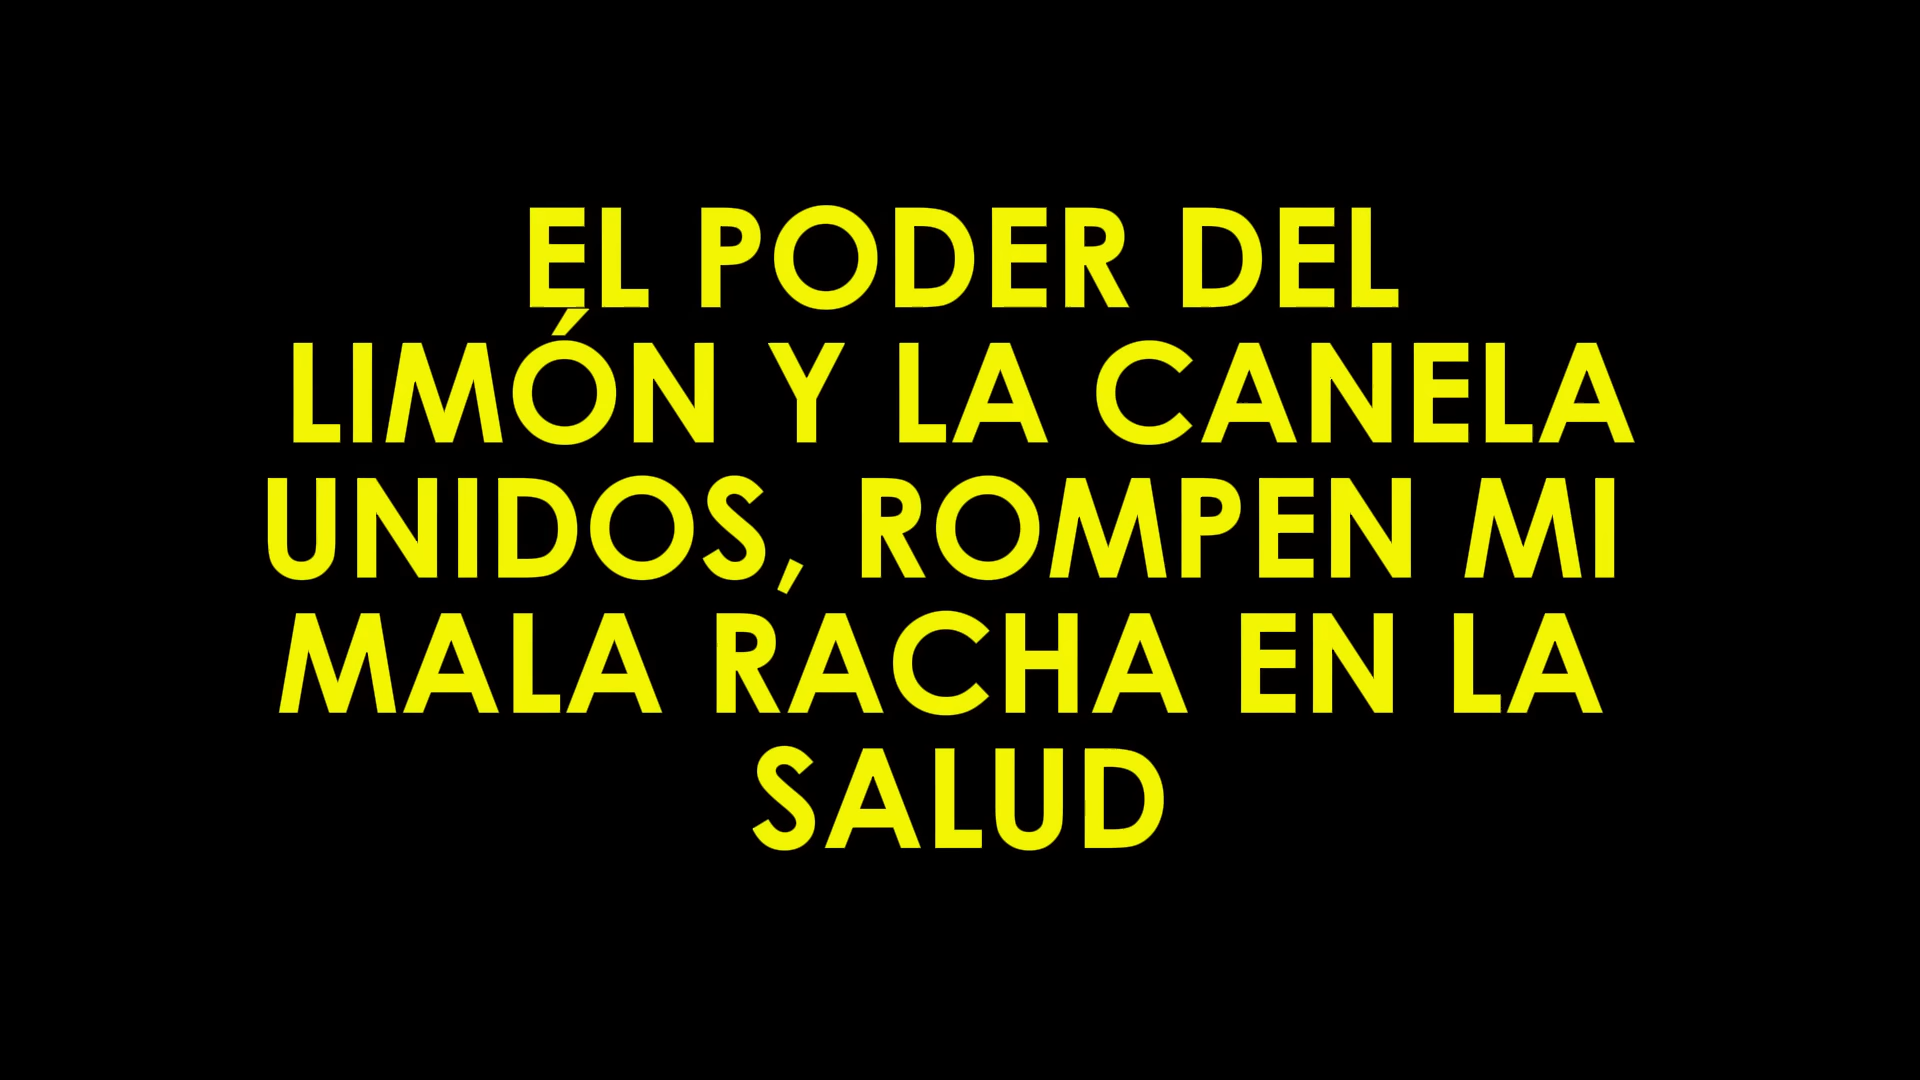 EL PODER DEL
LIMÓN Y LA CANELA
UNIDOS, ROMPEN MI
MALA RACHA EN LA
SALUD